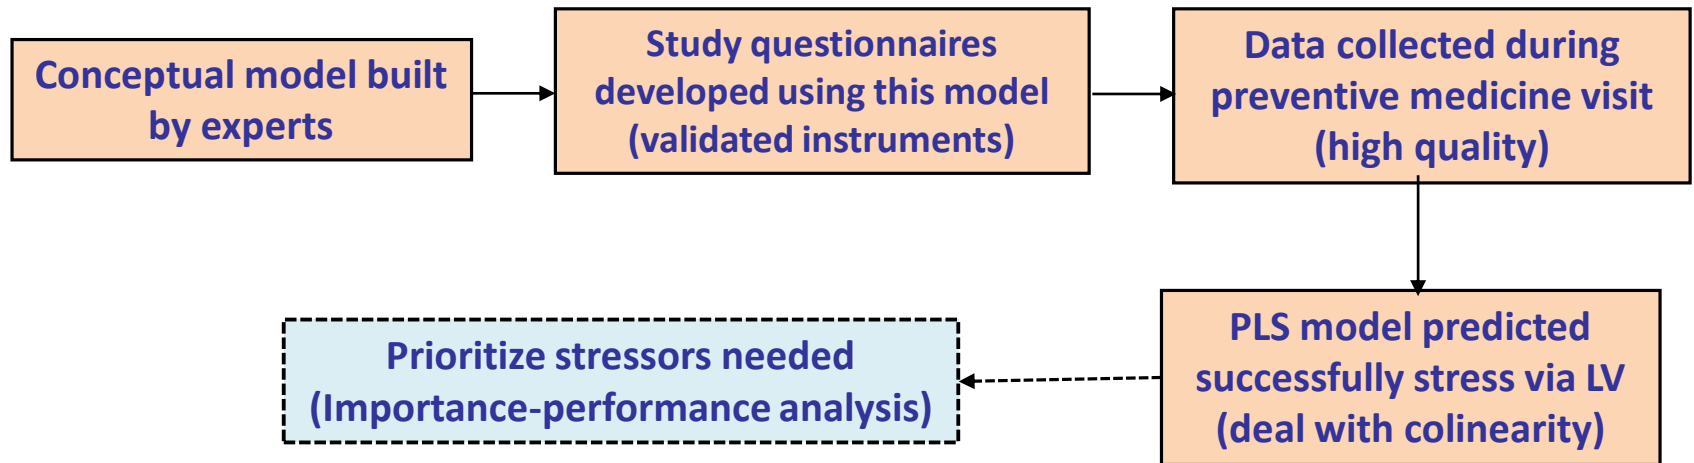 Conceptual model built
by experts
Study questionnaires
developed using this model
(validated instruments)
Data collected during
preventive medicine visit
(high quality)
PLS model predicted
successfully stress via LV
(deal with colinearity)
Prioritize stressors needed
(Importance-performance analysis)